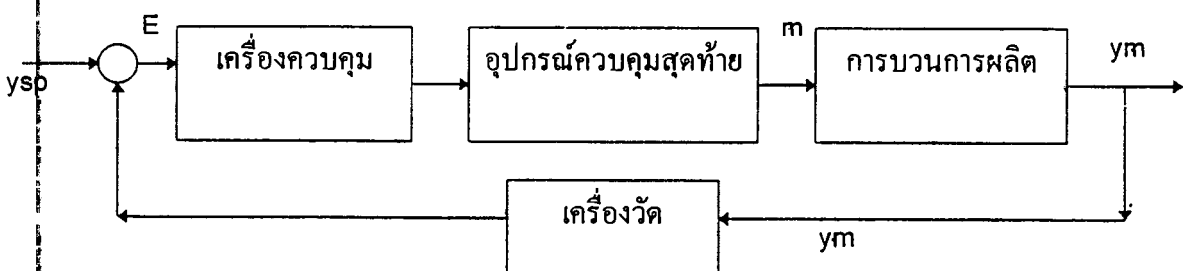 E
m
ym
ysp
เครื่องควบคุม
อุปกรณ์ควบคุมสุดท้าย
การบวนการผลิต
เครื่องวัด
ym